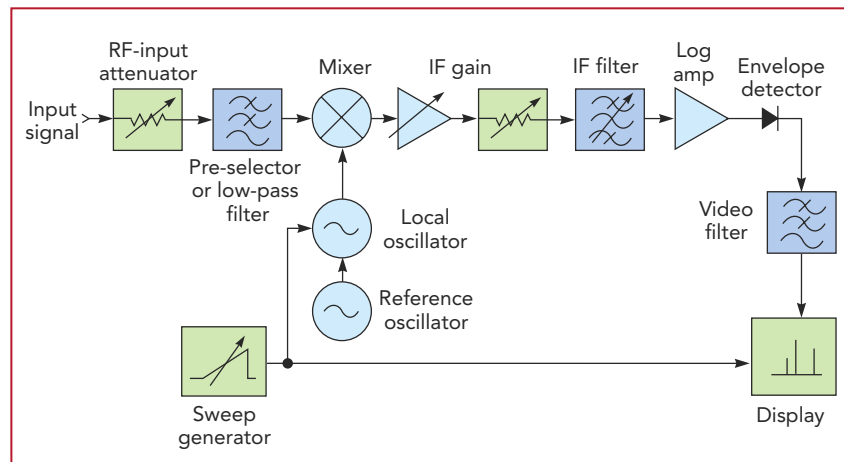 RF-input
attenuator
Mixer
IF gain
IF filter
Log
amp
Envelope
detector
Input
signal
Pre-selector
or low-pass
filter
Local
oscillator
Video
filter
Reference
oscillator
Sweep
generator
Display